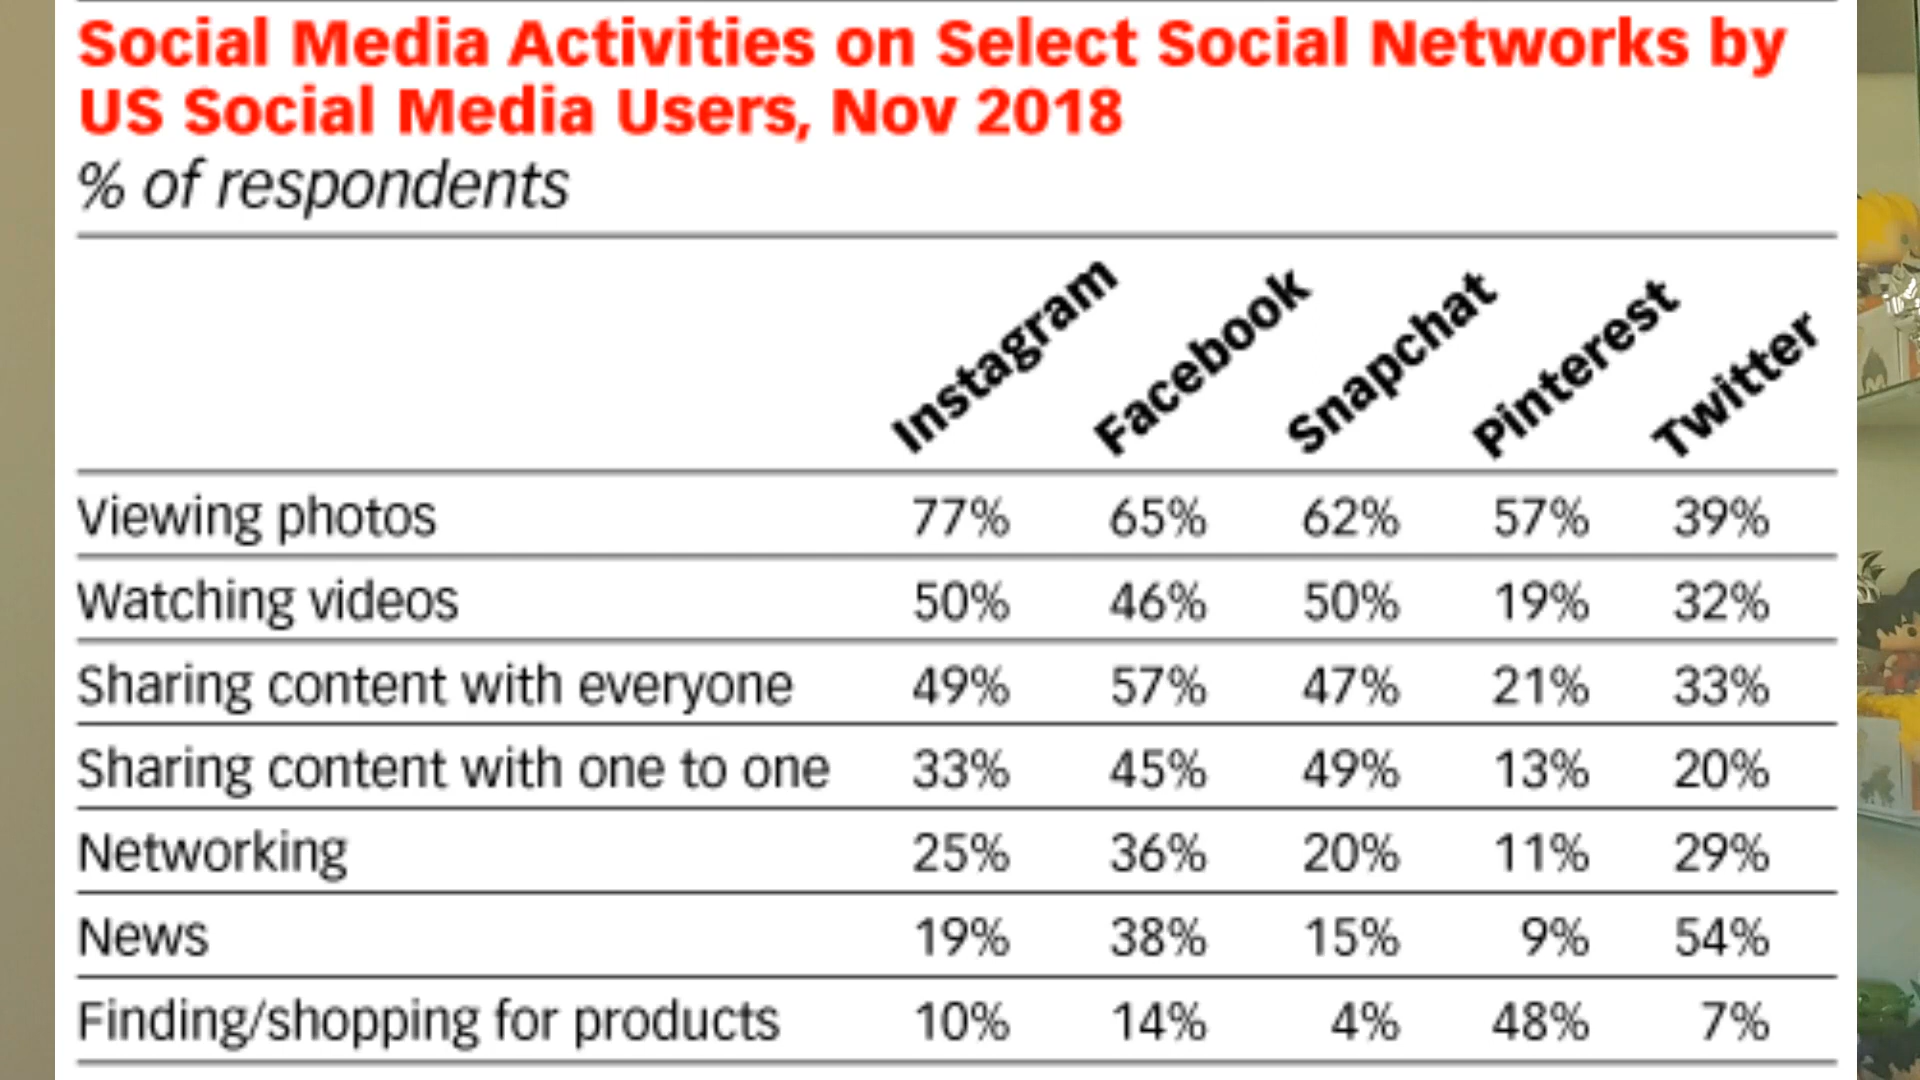 Social Media Activities on Select Social Networks by
US Social Media Users, Nov 2018
% of respondents
Instagram Facebook Snapchat Pinterest Twitter
Viewing photos 77% 65% 62% 57% 39%
Watching videos 50% 46% 50% 19% 32%
Sharing content with everyone 49% 57% 47% 21% 33%
Sharing content with one to one 33% 45% 49% 13% 20%
Networking 25% 36% 20% 11% 29%
News 19% 38% 15% 9% 54%
Finding/shopping for products 10% 14% 4% 48% 7%